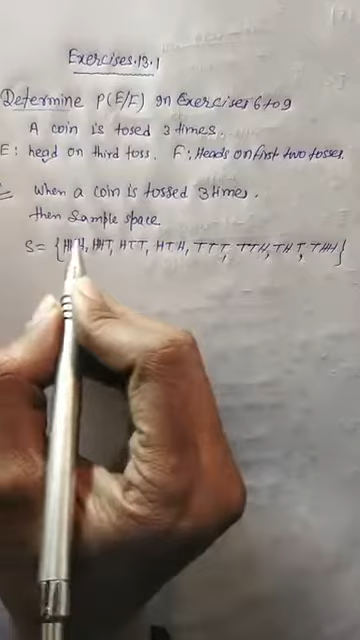 Exercises.13.1
Determine P(E/F) in Exercises 6 to 9
A coin is tosed 3 times.
E: head on third toss. F: Heads on first two tosses.
when a coin is tossed 3 times.
then Sample space
S = { HHH, HHT, HTT, HTH, TTT, TTH, THT, THH }